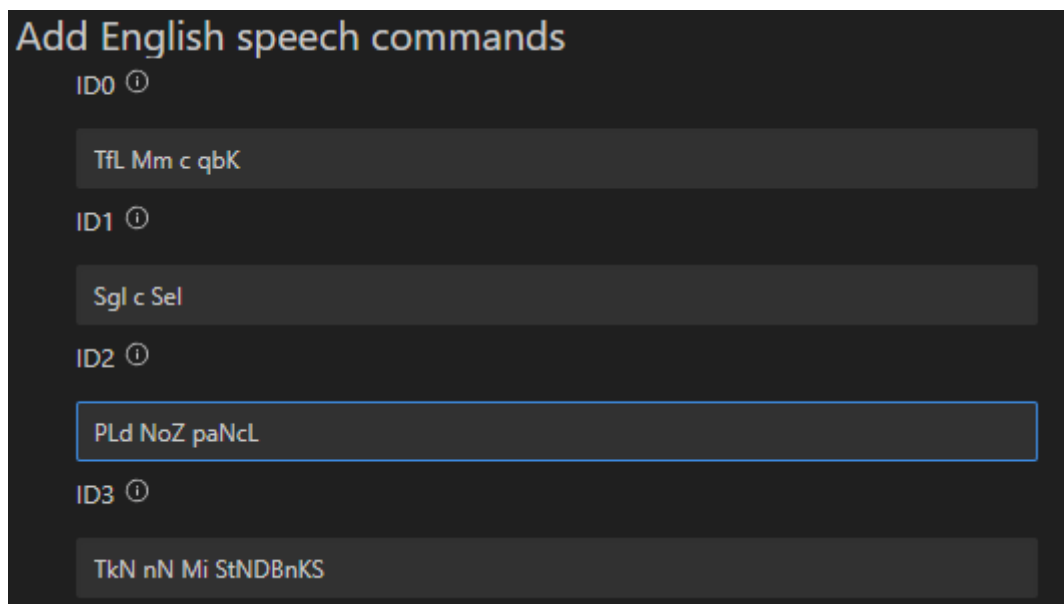 Add English speech commands
ID0
TfL Mm c qbK
ID1
Sgl c Sel
ID2
PLd NoZ paNcL
ID3
TkN nN Mi StNDBnKS